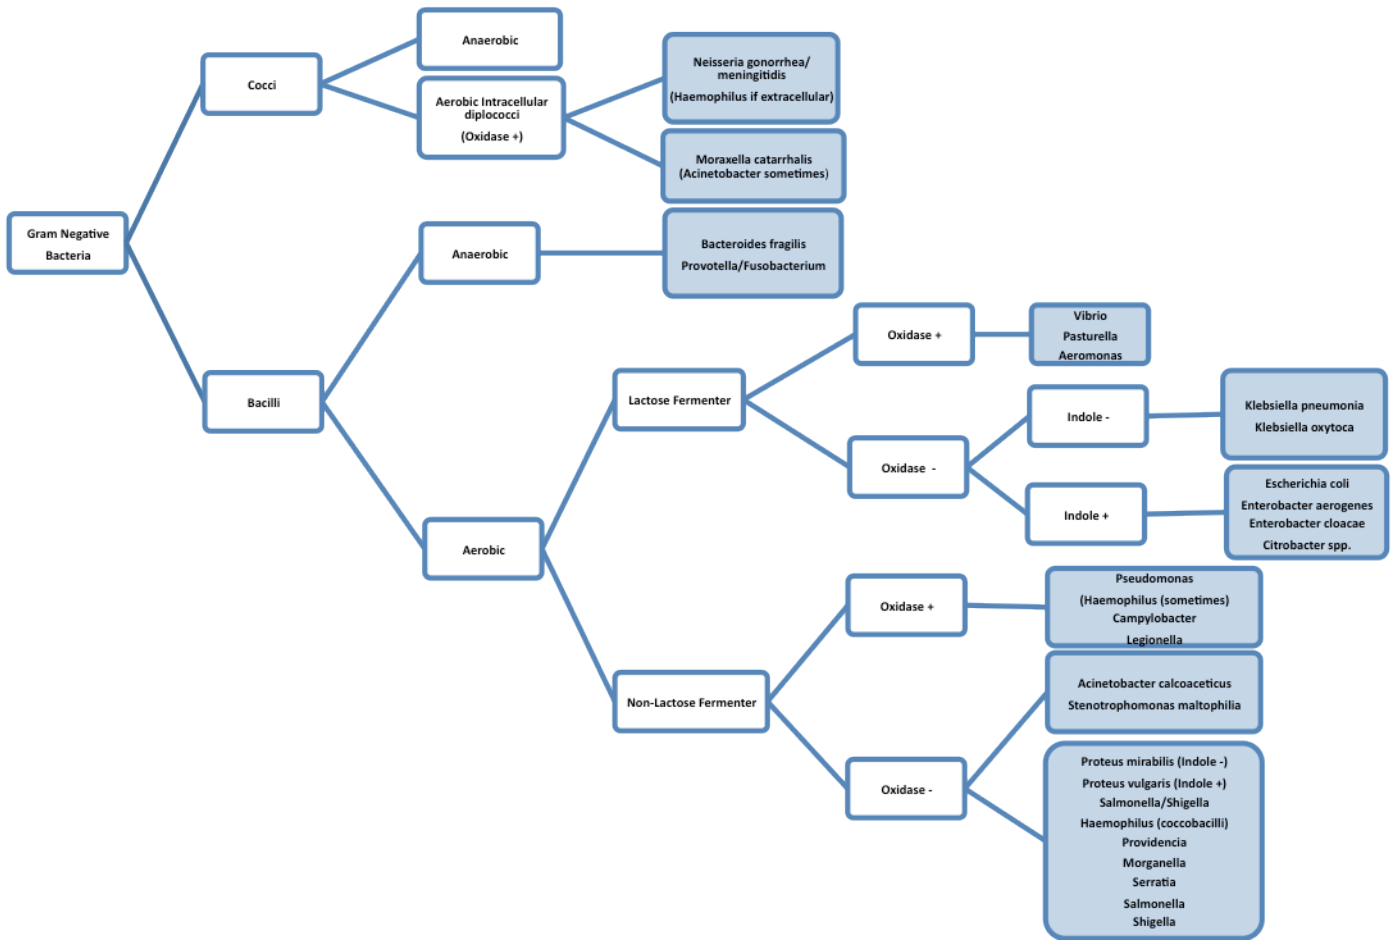 Anaerobic
Cocci
Neisseria gonorrhea/
meningitidis
(Haemophilus if extracellular)
Aerobic Intracellular
diplococci
(Oxidase +)
Moraxella catarrhalis
(Acinetobacter sometimes)
Gram Negative
Bacteria
Anaerobic
Bacteroides fragilis
Provotella/Fusobacterium
Bacilli
Aerobic
Lactose Fermenter
Oxidase +
Vibrio
Pasturella
Aeromonas
Oxidase -
Indole -
Klebsiella pneumonia
Klebsiella oxytoca
Indole +
Escherichia coli
Enterobacter aerogenes
Enterobacter cloacae
Citrobacter spp.
Non-Lactose Fermenter
Oxidase +
Pseudomonas
(Haemophilus (sometimes)
Campylobacter
Legionella
Oxidase -
Acinetobacter calcoaceticus
Stenotrophomonas maltophilia
Proteus mirabilis (Indole -)
Proteus vulgaris (Indole +)
Salmonella/Shigella
Haemophilus (coccobacilli)
Providencia
Morganella
Serratia
Salmonella
Shigella